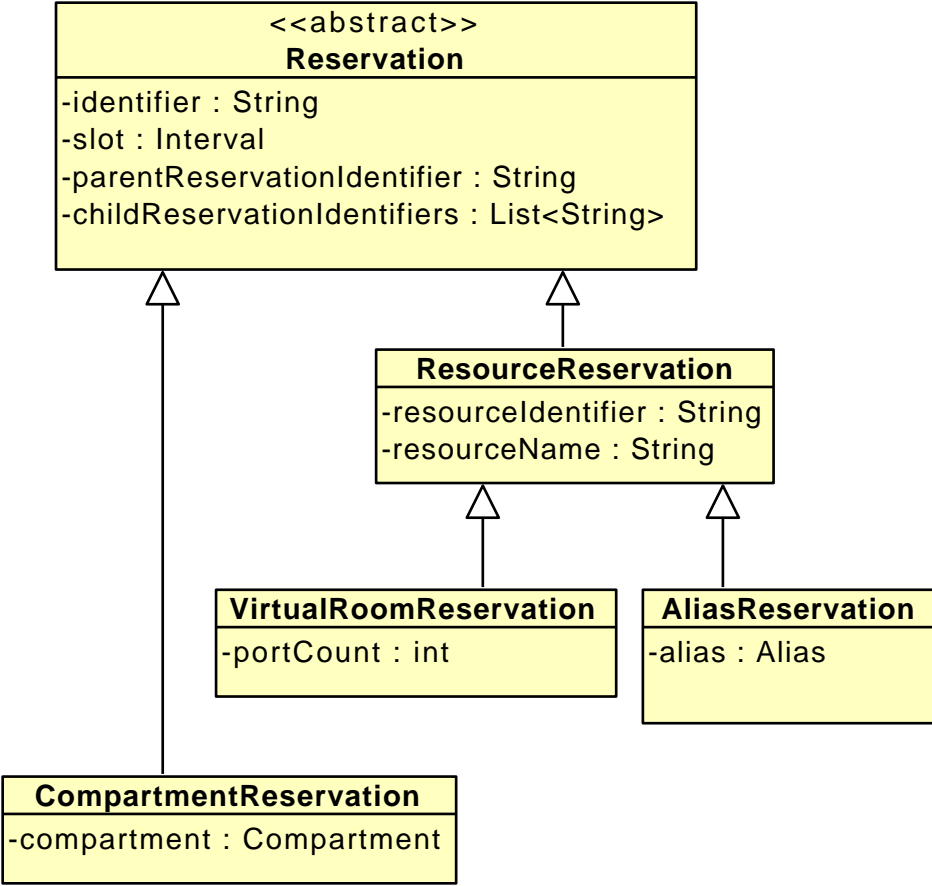 <<abstract>>
Reservation
-identifier : String
-slot : Interval
-parentReservationIdentifier : String
-childReservationIdentifiers : List<String>
ResourceReservation
-resourceIdentifier : String
-resourceName : String
VirtualRoomReservation
-portCount : int
AliasReservation
-alias : Alias
CompartmentReservation
-compartment : Compartment